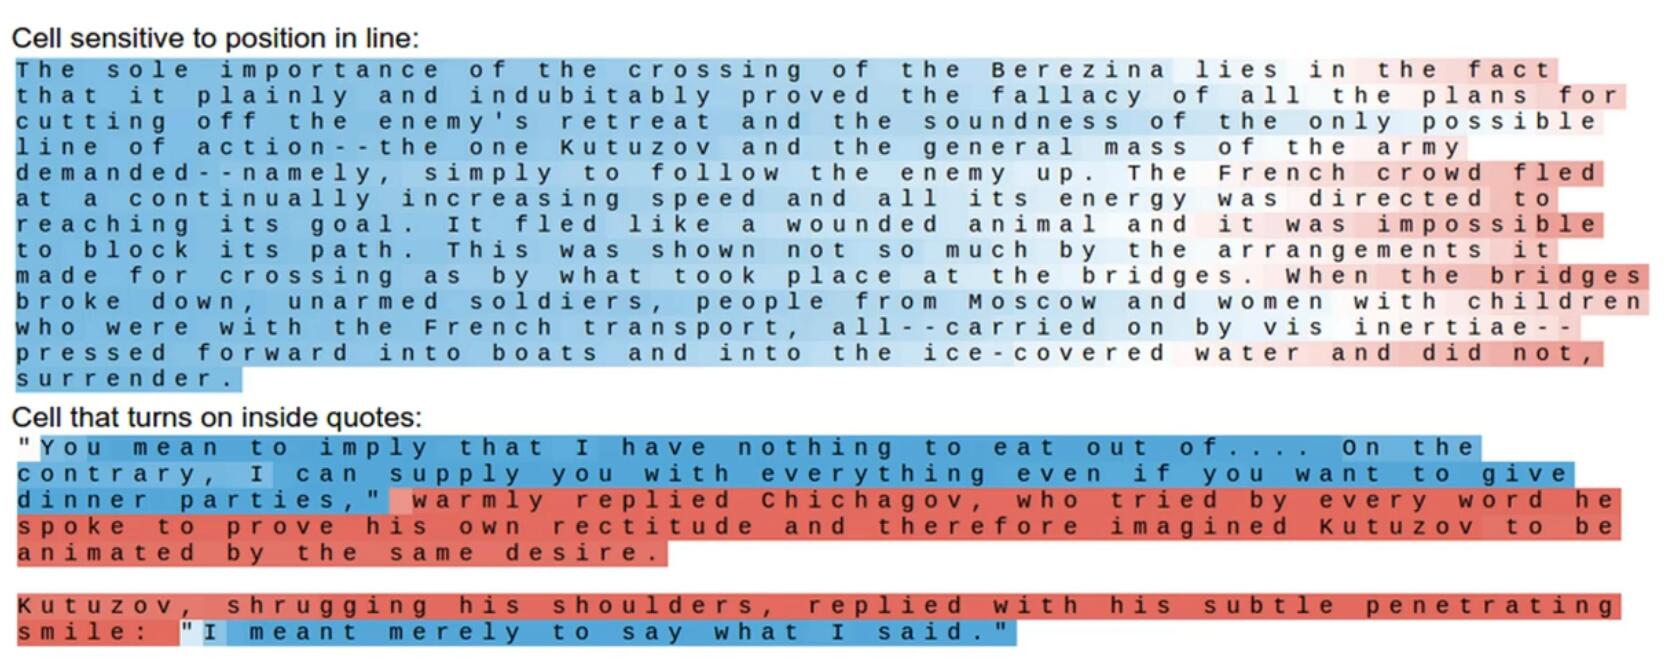 Cell sensitive to position in line:
The sole importance of the crossing of the Berezina lies in the fact
that it plainly and indubitably proved the fallacy of all the plans for
cutting off the enemy's retreat and the soundness of the only possible
line of action--the one Kutuzov and the general mass of the army
demanded--namely, simply to follow the enemy up. The French crowd fled
at a continually increasing speed and all its energy was directed to
reaching its goal. It fled like a wounded animal and it was impossible
to block its path. This was shown not so much by the arrangements it
made for crossing as by what took place at the bridges. When the bridges
broke down, unarmed soldiers, people from Moscow and women with children
who were with the French transport, all--carried on by vis inertiae--
pressed forward into boats and into the ice-covered water and did not,
surrender.
Cell that turns on inside quotes:
"You mean to imply that I have nothing to eat out of.... On the
contrary, I can supply you with everything even if you want to give
dinner parties," warmly replied Chichagov, who tried by every word he
spoke to prove his own rectitude and therefore imagined Kutuzov to be
animated by the same desire.
Kutuzov, shrugging his shoulders, replied with his subtle penetrating
smile: "I meant merely to say what I said."